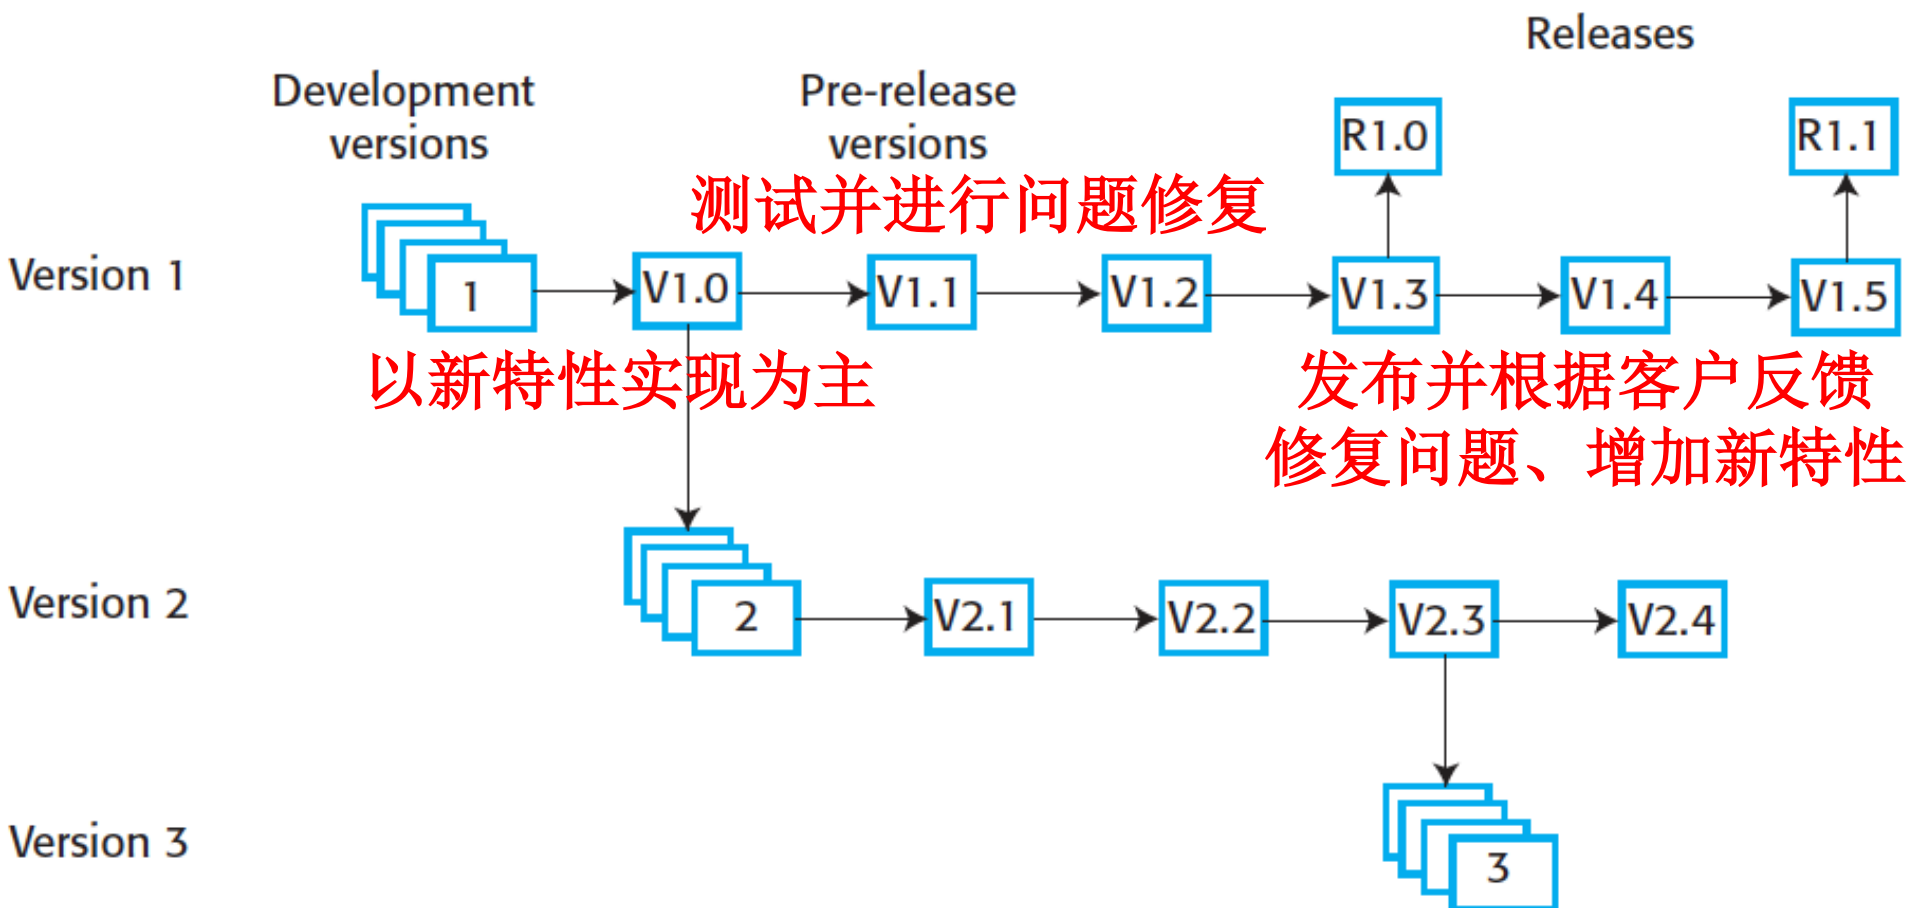 Releases
Development
versions
Pre-release
versions
R1.0
R1.1
测试并进行问题修复
Version 1
1
V1.0
V1.1
V1.2
V1.3
V1.4
V1.5
以新特性实现为主
发布并根据客户反馈
修复问题、增加新特性
Version 2
2
V2.1
V2.2
V2.3
V2.4
Version 3
3